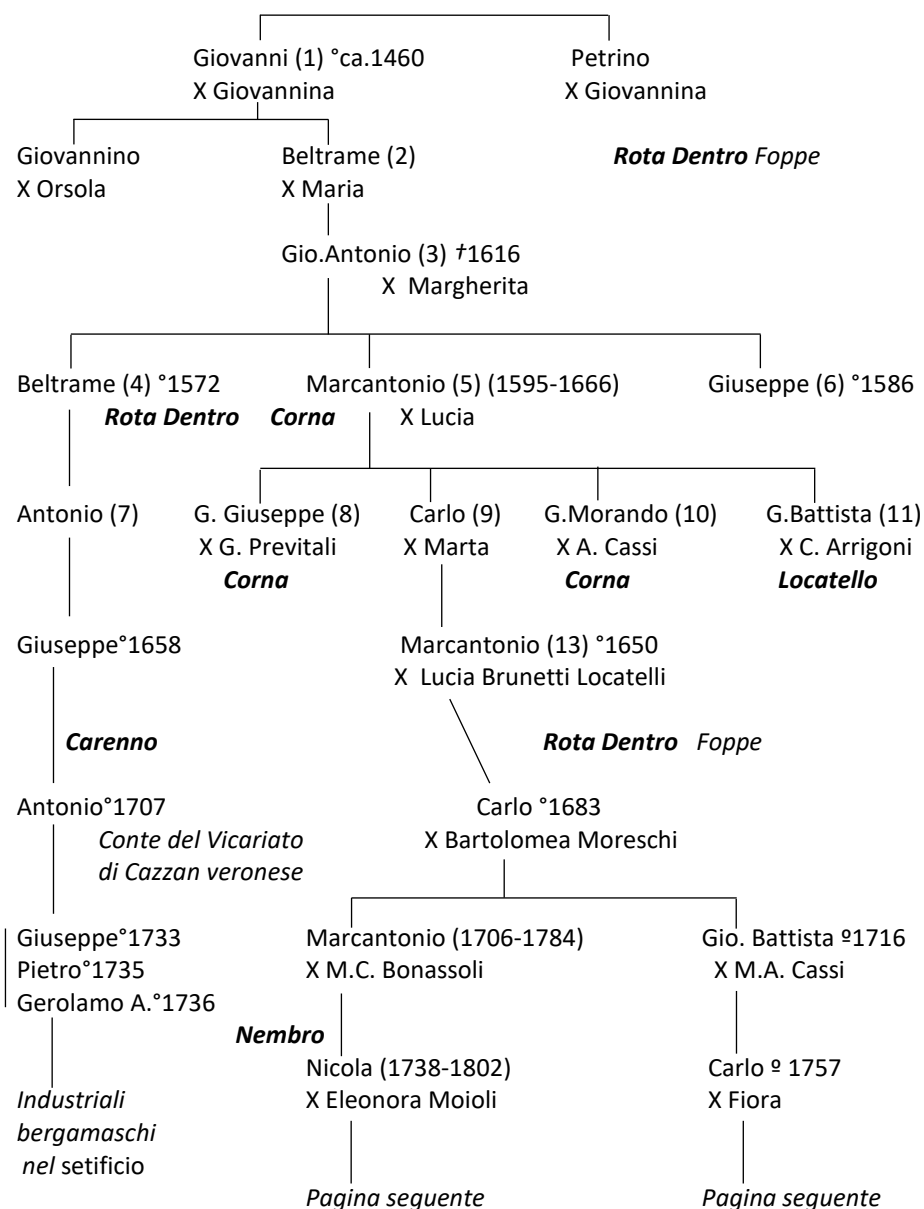 Giovanni (1) °ca.1460 Petrino
X Giovannina X Giovannina
Giovannino Beltrame (2) Rota Dentro Foppe
X Orsola X Maria
Gio.Antonio (3) †1616
X Margherita
Beltrame (4) °1572 Marcantonio (5) (1595-1666) Giuseppe (6) °1586
Rota Dentro Corna X Lucia
Antonio (7) G. Giuseppe (8) Carlo (9) G.Morando (10) G.Battista (11)
X G. Previtali X Marta X A. Cassi X C. Arrigoni
Corna Corna Locatello
Giuseppe°1658 Marcantonio (13) °1650
X Lucia Brunetti Locatelli
Carenno Rota Dentro Foppe
Antonio°1707 Carlo °1683
Conte del Vicariato X Bartolomea Moreschi
di Cazzan veronese
Giuseppe°1733 Marcantonio (1706-1784) Gio. Battista º1716
Pietro°1735 X M.C. Bonassoli X M.A. Cassi
Gerolamo A.°1736
Nembro
Nicola (1738-1802) Carlo º 1757
Industriali X Eleonora Moioli X Fiora
bergamaschi
nel setificio
Pagina seguente Pagina seguente